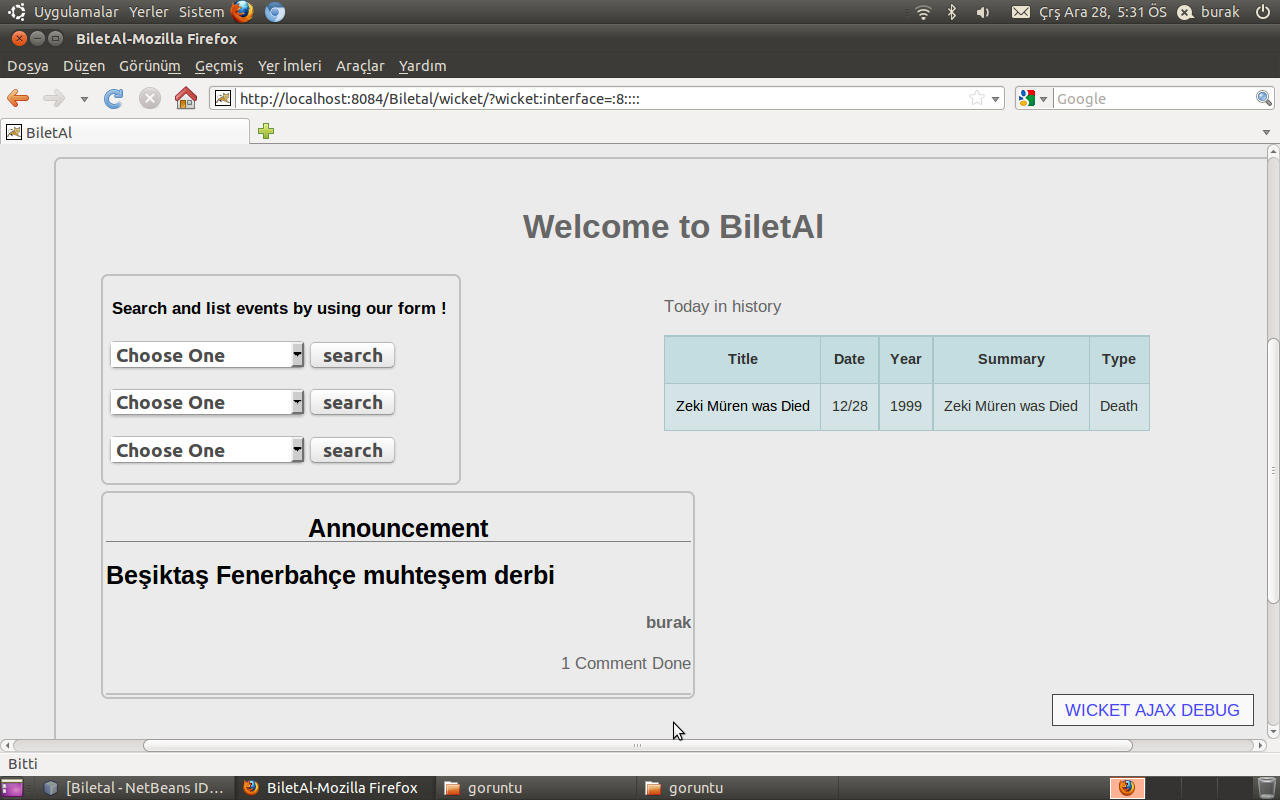 Uygulamalar Yerler Sistem Çrş Ara 28, 5:31 ÖS burak
BiletAl-Mozilla Firefox
Dosya Düzen Görünüm Geçmiş Yer İmleri Araçlar Yardım
http://localhost:8084/Biletal/wicket/?wicket:interface=:8:::: Google
BiletAl
Welcome to BiletAl
Search and list events by using our form !
Choose One search
Choose One search
Choose One search
Today in history
Title Date Year Summary Type
Zeki Müren was Died 12/28 1999 Zeki Müren was Died Death
Announcement
Beşiktaş Fenerbahçe muhteşem derbi
burak
1 Comment Done
WICKET AJAX DEBUG
Bitti
[Biletal - NetBeans ID... BiletAl-Mozilla Firefox goruntu goruntu